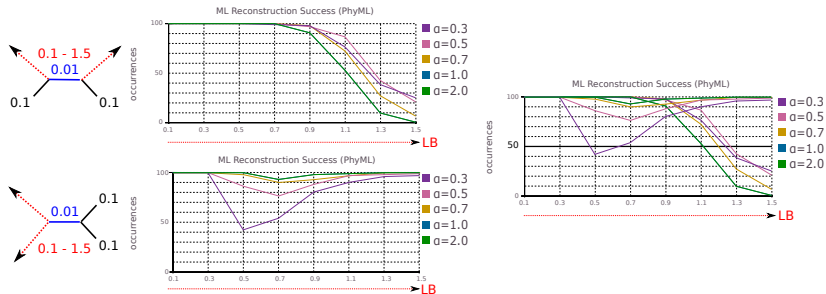 0.1 - 1.5
0.01
0.1
0.1
ML Reconstruction Success (PhyML)
occurrences
100
50
0
0.1 0.3 0.5 0.7 0.9 1.1 1.3 1.5
LB
α=0.3
α=0.5
α=0.7
α=1.0
α=2.0
0.1
0.01
0.1
0.1 - 1.5
ML Reconstruction Success (PhyML)
occurrences
100
50
0
0.1 0.3 0.5 0.7 0.9 1.1 1.3 1.5
LB
α=0.3
α=0.5
α=0.7
α=1.0
α=2.0
ML Reconstruction Success (PhyML)
occurrences
100
50
0
0.1 0.3 0.5 0.7 0.9 1.1 1.3 1.5
LB
α=0.3
α=0.5
α=0.7
α=1.0
α=2.0